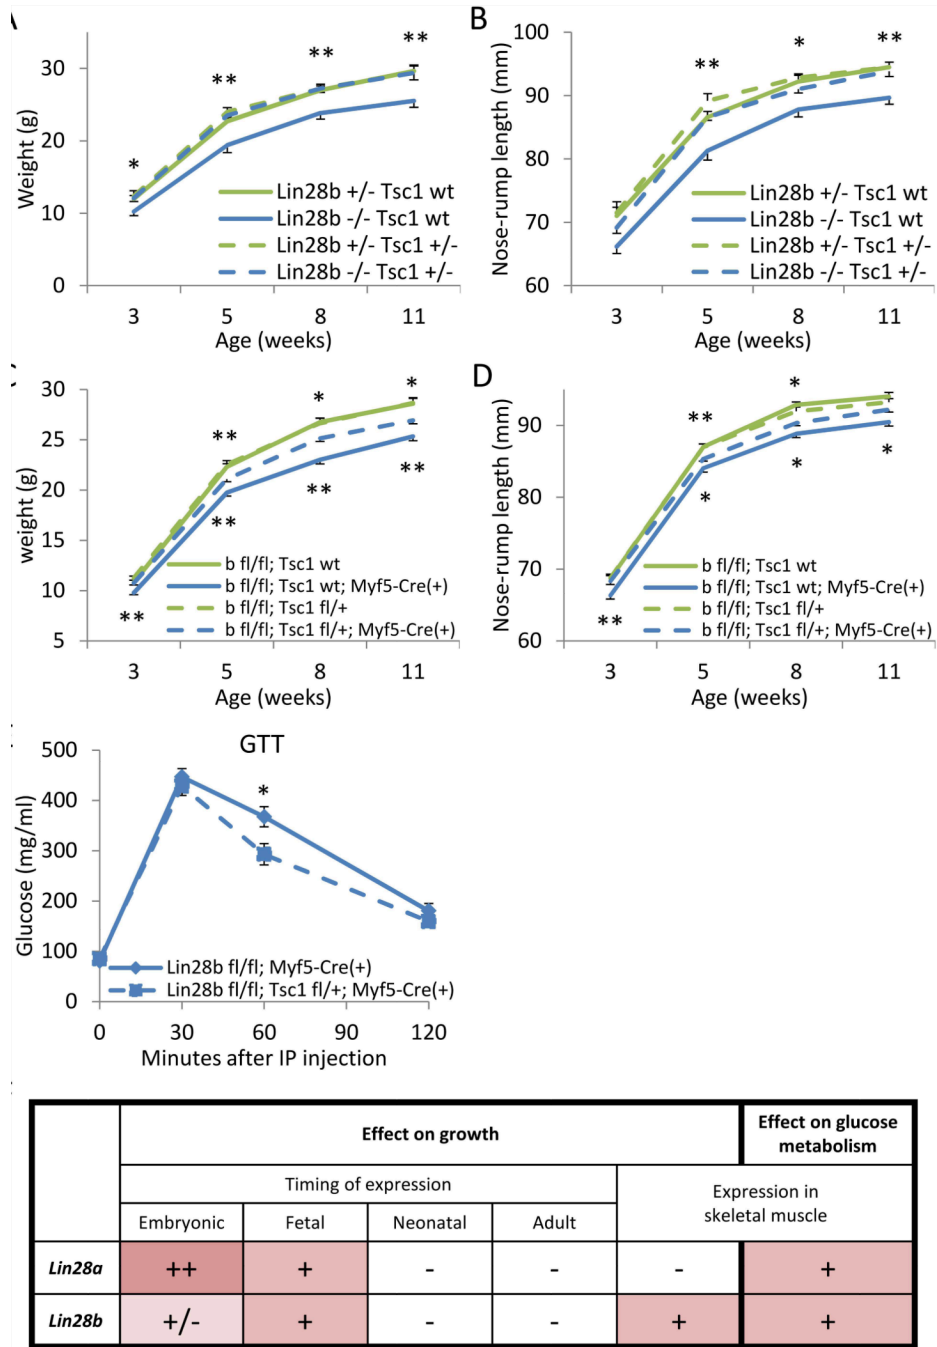 B
30
20
10
0
Weight (g)
*
**
**
**
Lin28b +/- Tsc1 wt
Lin28b -/- Tsc1 wt
Lin28b +/- Tsc1 +/-
Lin28b -/- Tsc1 +/-
3 5 8 11
Age (weeks)
100
90
80
70
60
Nose-rump length (mm)
**
*
**
Lin28b +/- Tsc1 wt
Lin28b -/- Tsc1 wt
Lin28b +/- Tsc1 +/-
Lin28b -/- Tsc1 +/-
3 5 8 11
Age (weeks)
30
25
20
15
10
5
weight (g)
**
*
*
**
**
**
**
b fl/fl; Tsc1 wt
b fl/fl; Tsc1 wt; Myf5-Cre(+)
b fl/fl; Tsc1 fl/+
b fl/fl; Tsc1 fl/+; Myf5-Cre(+)
3 5 8 11
Age (weeks)
D
90
80
70
60
Nose-rump length (mm)
**
*
*
*
*
**
b fl/fl; Tsc1 wt
b fl/fl; Tsc1 wt; Myf5-Cre(+)
b fl/fl; Tsc1 fl/+
b fl/fl; Tsc1 fl/+; Myf5-Cre(+)
3 5 8 11
Age (weeks)
GTT
500
400
300
200
100
0
Glucose (mg/ml)
*
Lin28b fl/fl; Myf5-Cre(+)
Lin28b fl/fl; Tsc1 fl/+; Myf5-Cre(+)
0 30 60 90 120
Minutes after IP injection
Effect on growth
Effect on glucose
metabolism
Timing of expression
Expression in
skeletal muscle
Embryonic Fetal Neonatal Adult
Lin28a ++ + - - - +
Lin28b +/- + - - + +